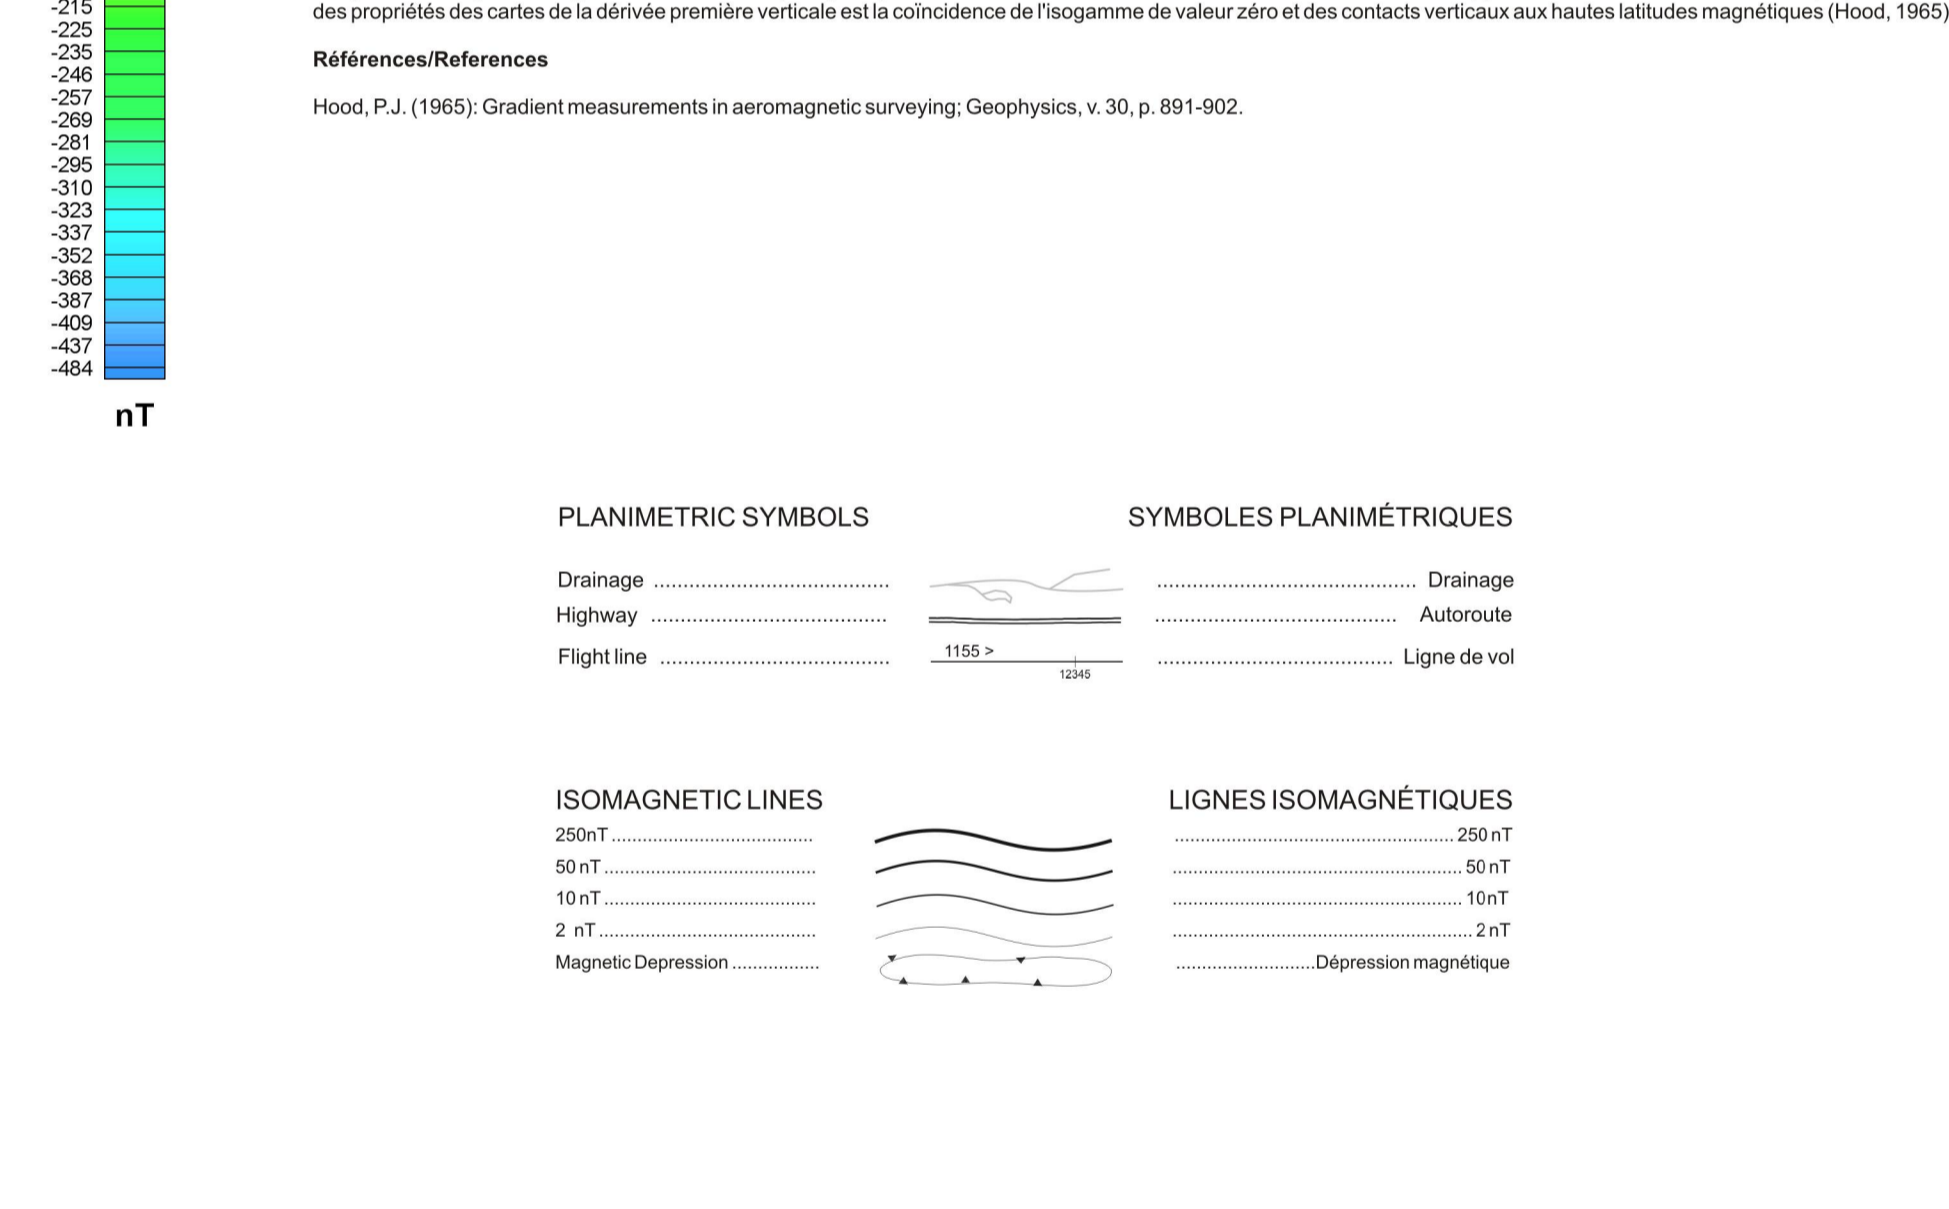 -215
-225
-235
-246
-257
-269
-281
-295
-310
-323
-337
-352
-368
-387
-409
-437
-484
nT
des propriétés des cartes de la dérivée première verticale est la coïncidence de l'isogamme de valeur zéro et des contacts verticaux aux hautes latitudes magnétiques (Hood, 1965)
Références/References
Hood, P.J. (1965): Gradient measurements in aeromagnetic surveying; Geophysics, v. 30, p. 891-902.
PLANIMETRIC SYMBOLS SYMBOLES PLANIMÉTRIQUES
Drainage ........................................ ............................................ Drainage
Highway ........................................ ......................................... Autoroute
Flight line ....................................... 1155 > ........................................ Ligne de vol
12345
ISOMAGNETIC LINES LIGNES ISOMAGNÉTIQUES
250nT ....................................... ...................................................... 250 nT
50 nT ......................................... ........................................................ 50 nT
10 nT ......................................... ........................................................ 10nT
2 nT .......................................... .......................................................... 2 nT
Magnetic Depression ................. ...........................Dépression magnétique